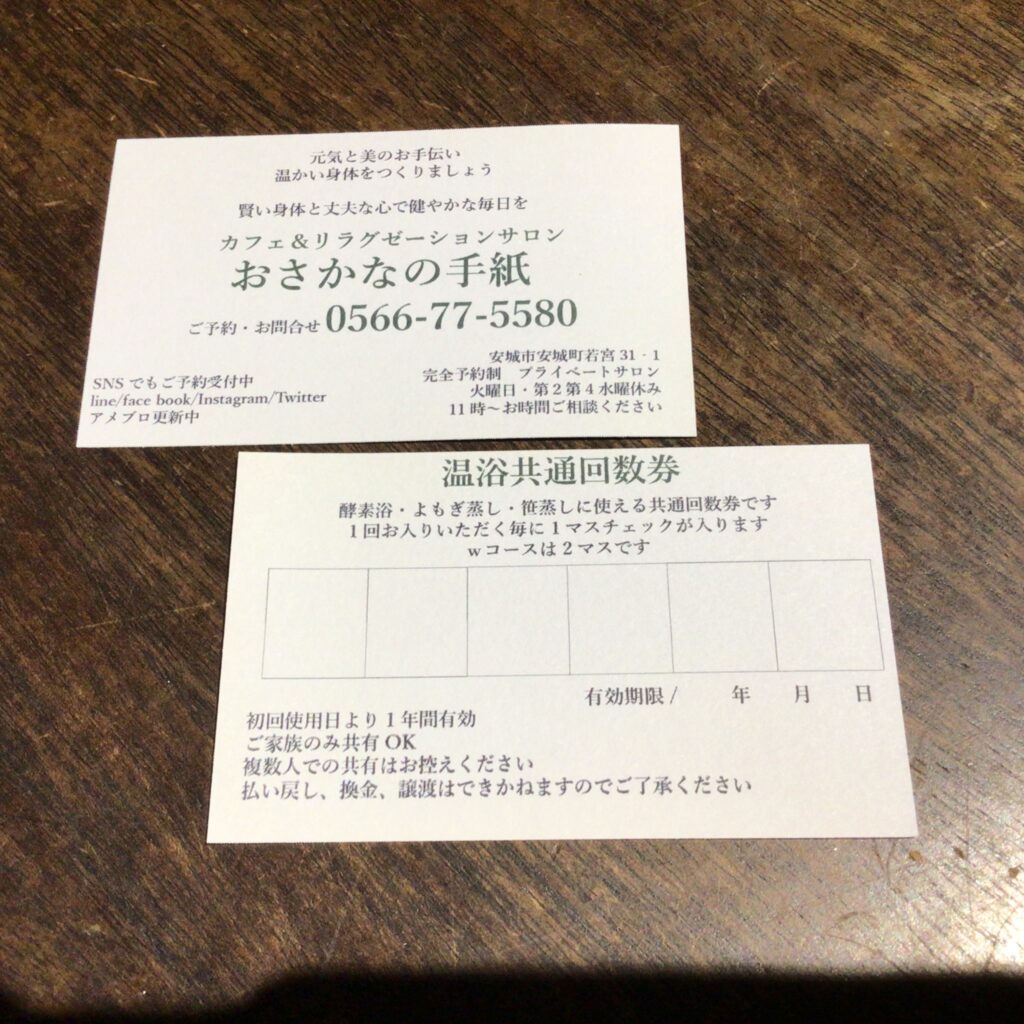 元気と美のお手伝い
温かい身体をつくりましょう
賢い身体と丈夫な心で健やかな毎日を
カフェ＆リラグゼーションサロン
おさかなの手紙
ご予約・お問合せ 0566-77-5580
安城市安城町若宮 31‐1
完全予約制　プライベートサロン
火曜日・第２第４水曜休み
11 時～お時間ご相談ください
SNS でもご予約受付中
line/face book/Instagram/Twitter
アメブロ更新中
温浴共通回数券
酵素浴・よもぎ蒸し・笹蒸しに使える共通回数券です
１回お入りいただく毎に１マスチェックが入ります
w コースは２マスです
有効期限 /　　年　　月　　日
初回使用日より１年間有効
ご家族のみ共有 OK
複数人での共有はお控えください
払い戻し、換金、譲渡はできかねますのでご了承ください